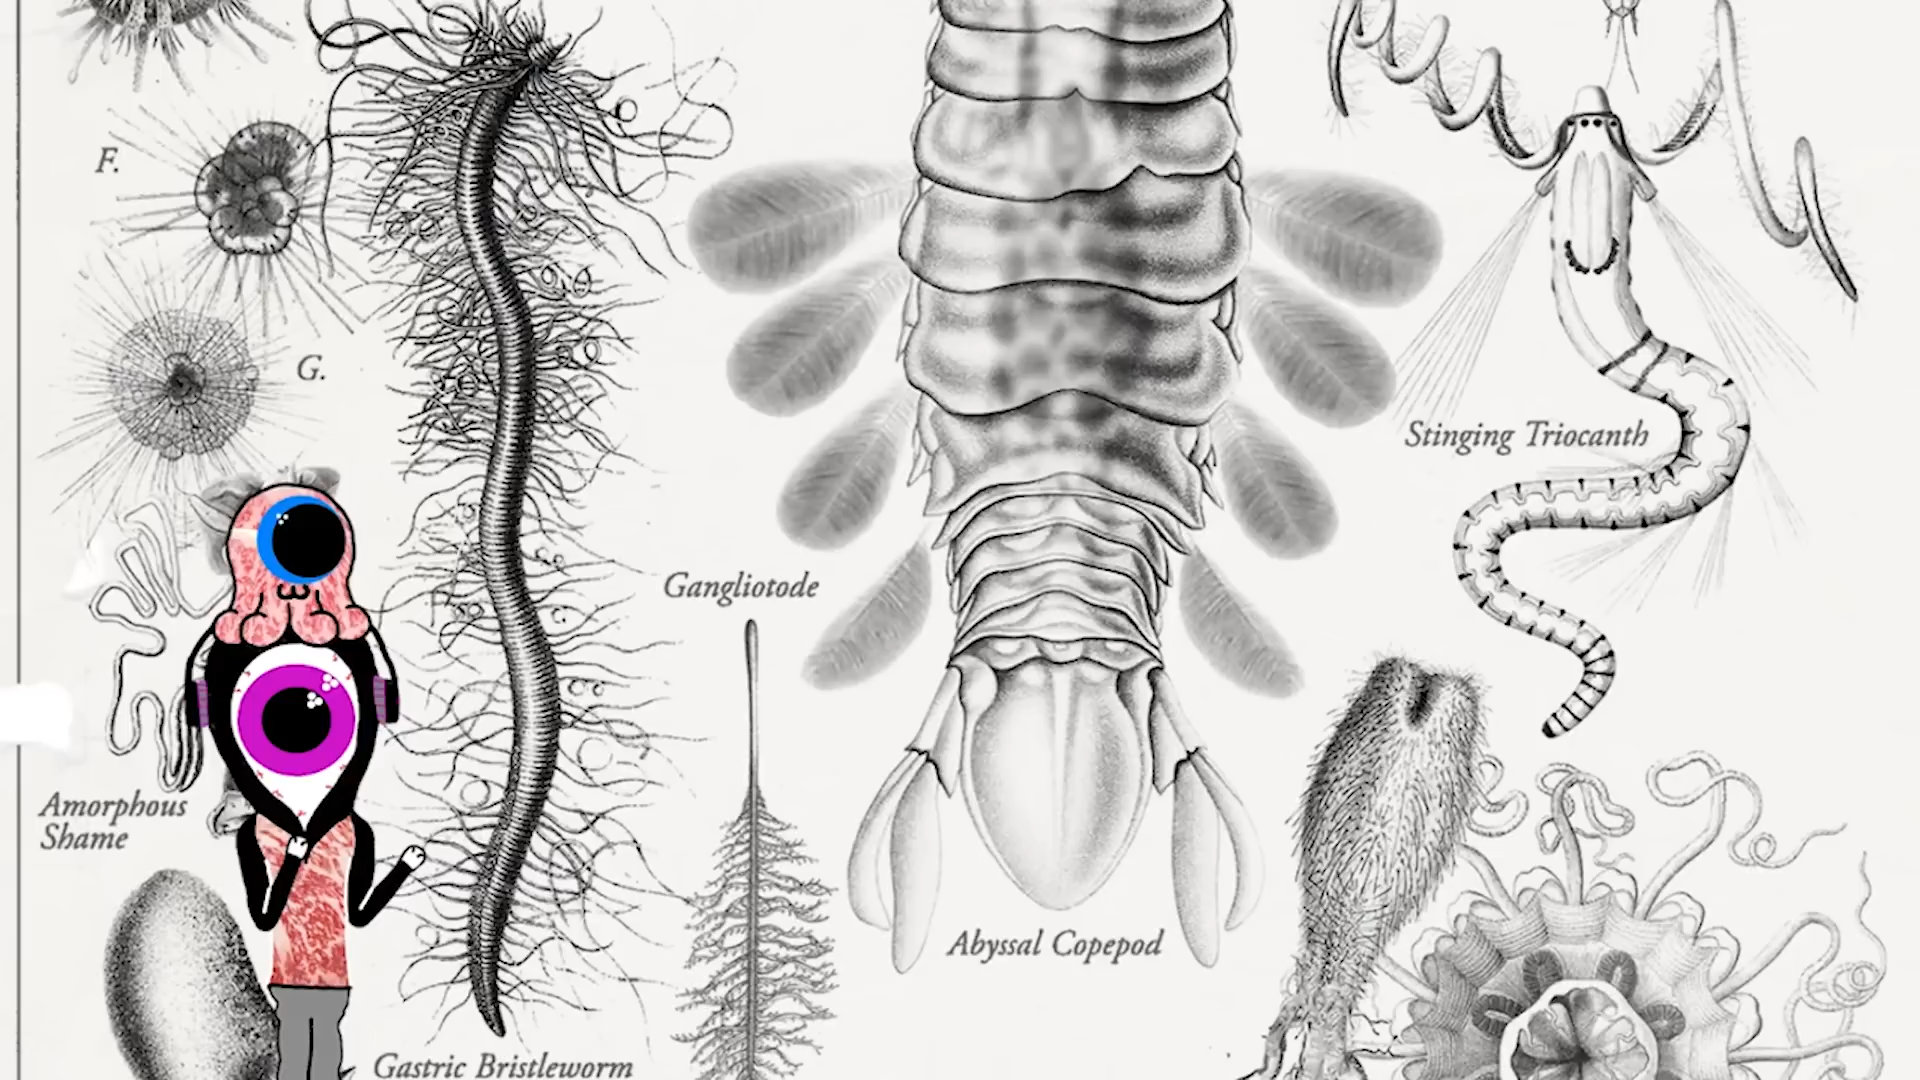 F.
G.
Stinging Triocanth
Gangliotode
Amorphous
Shame
Abyssal Copepod
Gastric Bristleworm